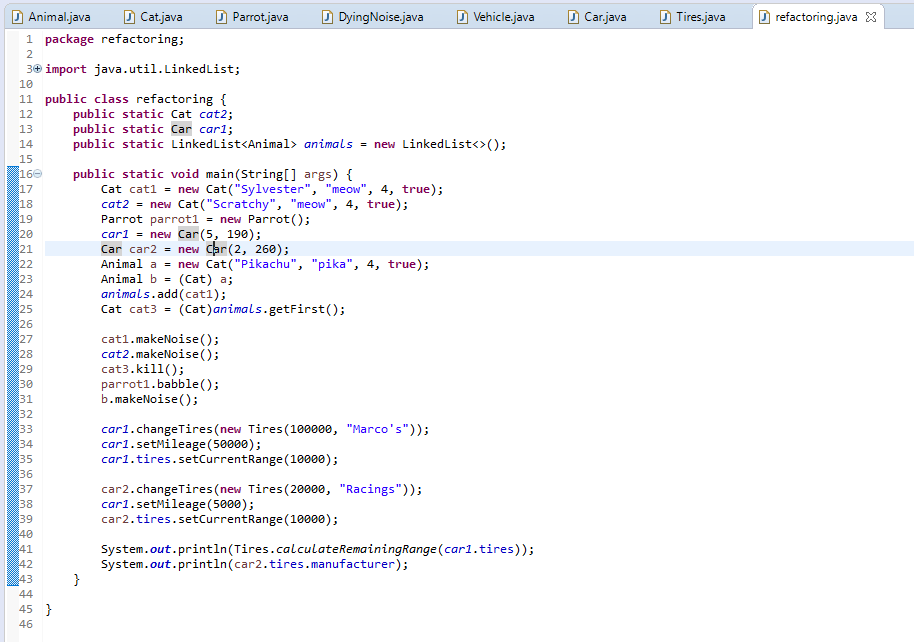 Animal.java Cat.java Parrot.java DyingNoise.java Vehicle.java Car.java Tires.java refactoring.java
1 package refactoring;
2
3 import java.util.LinkedList;
10
11 public class refactoring {
12     public static Cat cat2;
13     public static Car car1;
14     public static LinkedList<Animal> animals = new LinkedList<>();
15
16     public static void main(String[] args) {
17         Cat cat1 = new Cat("Sylvester", "meow", 4, true);
18         cat2 = new Cat("Scratchy", "meow", 4, true);
19         Parrot parrot1 = new Parrot();
20         car1 = new Car(5, 190);
21         Car car2 = new Car(2, 260);
22         Animal a = new Cat("Pikachu", "pika", 4, true);
23         Animal b = (Cat) a;
24         animals.add(cat1);
25         Cat cat3 = (Cat)animals.getFirst();
26
27         cat1.makeNoise();
28         cat2.makeNoise();
29         cat3.kill();
30         parrot1.babble();
31         b.makeNoise();
32
33         car1.changeTires(new Tires(100000, "Marco's"));
34         car1.setMileage(50000);
35         car1.tires.setCurrentRange(10000);
36
37         car2.changeTires(new Tires(20000, "Racings"));
38         car1.setMileage(5000);
39         car2.tires.setCurrentRange(10000);
40
41         System.out.println(Tires.calculateRemainingRange(car1.tires));
42         System.out.println(car2.tires.manufacturer);
43     }
44
45 }
46